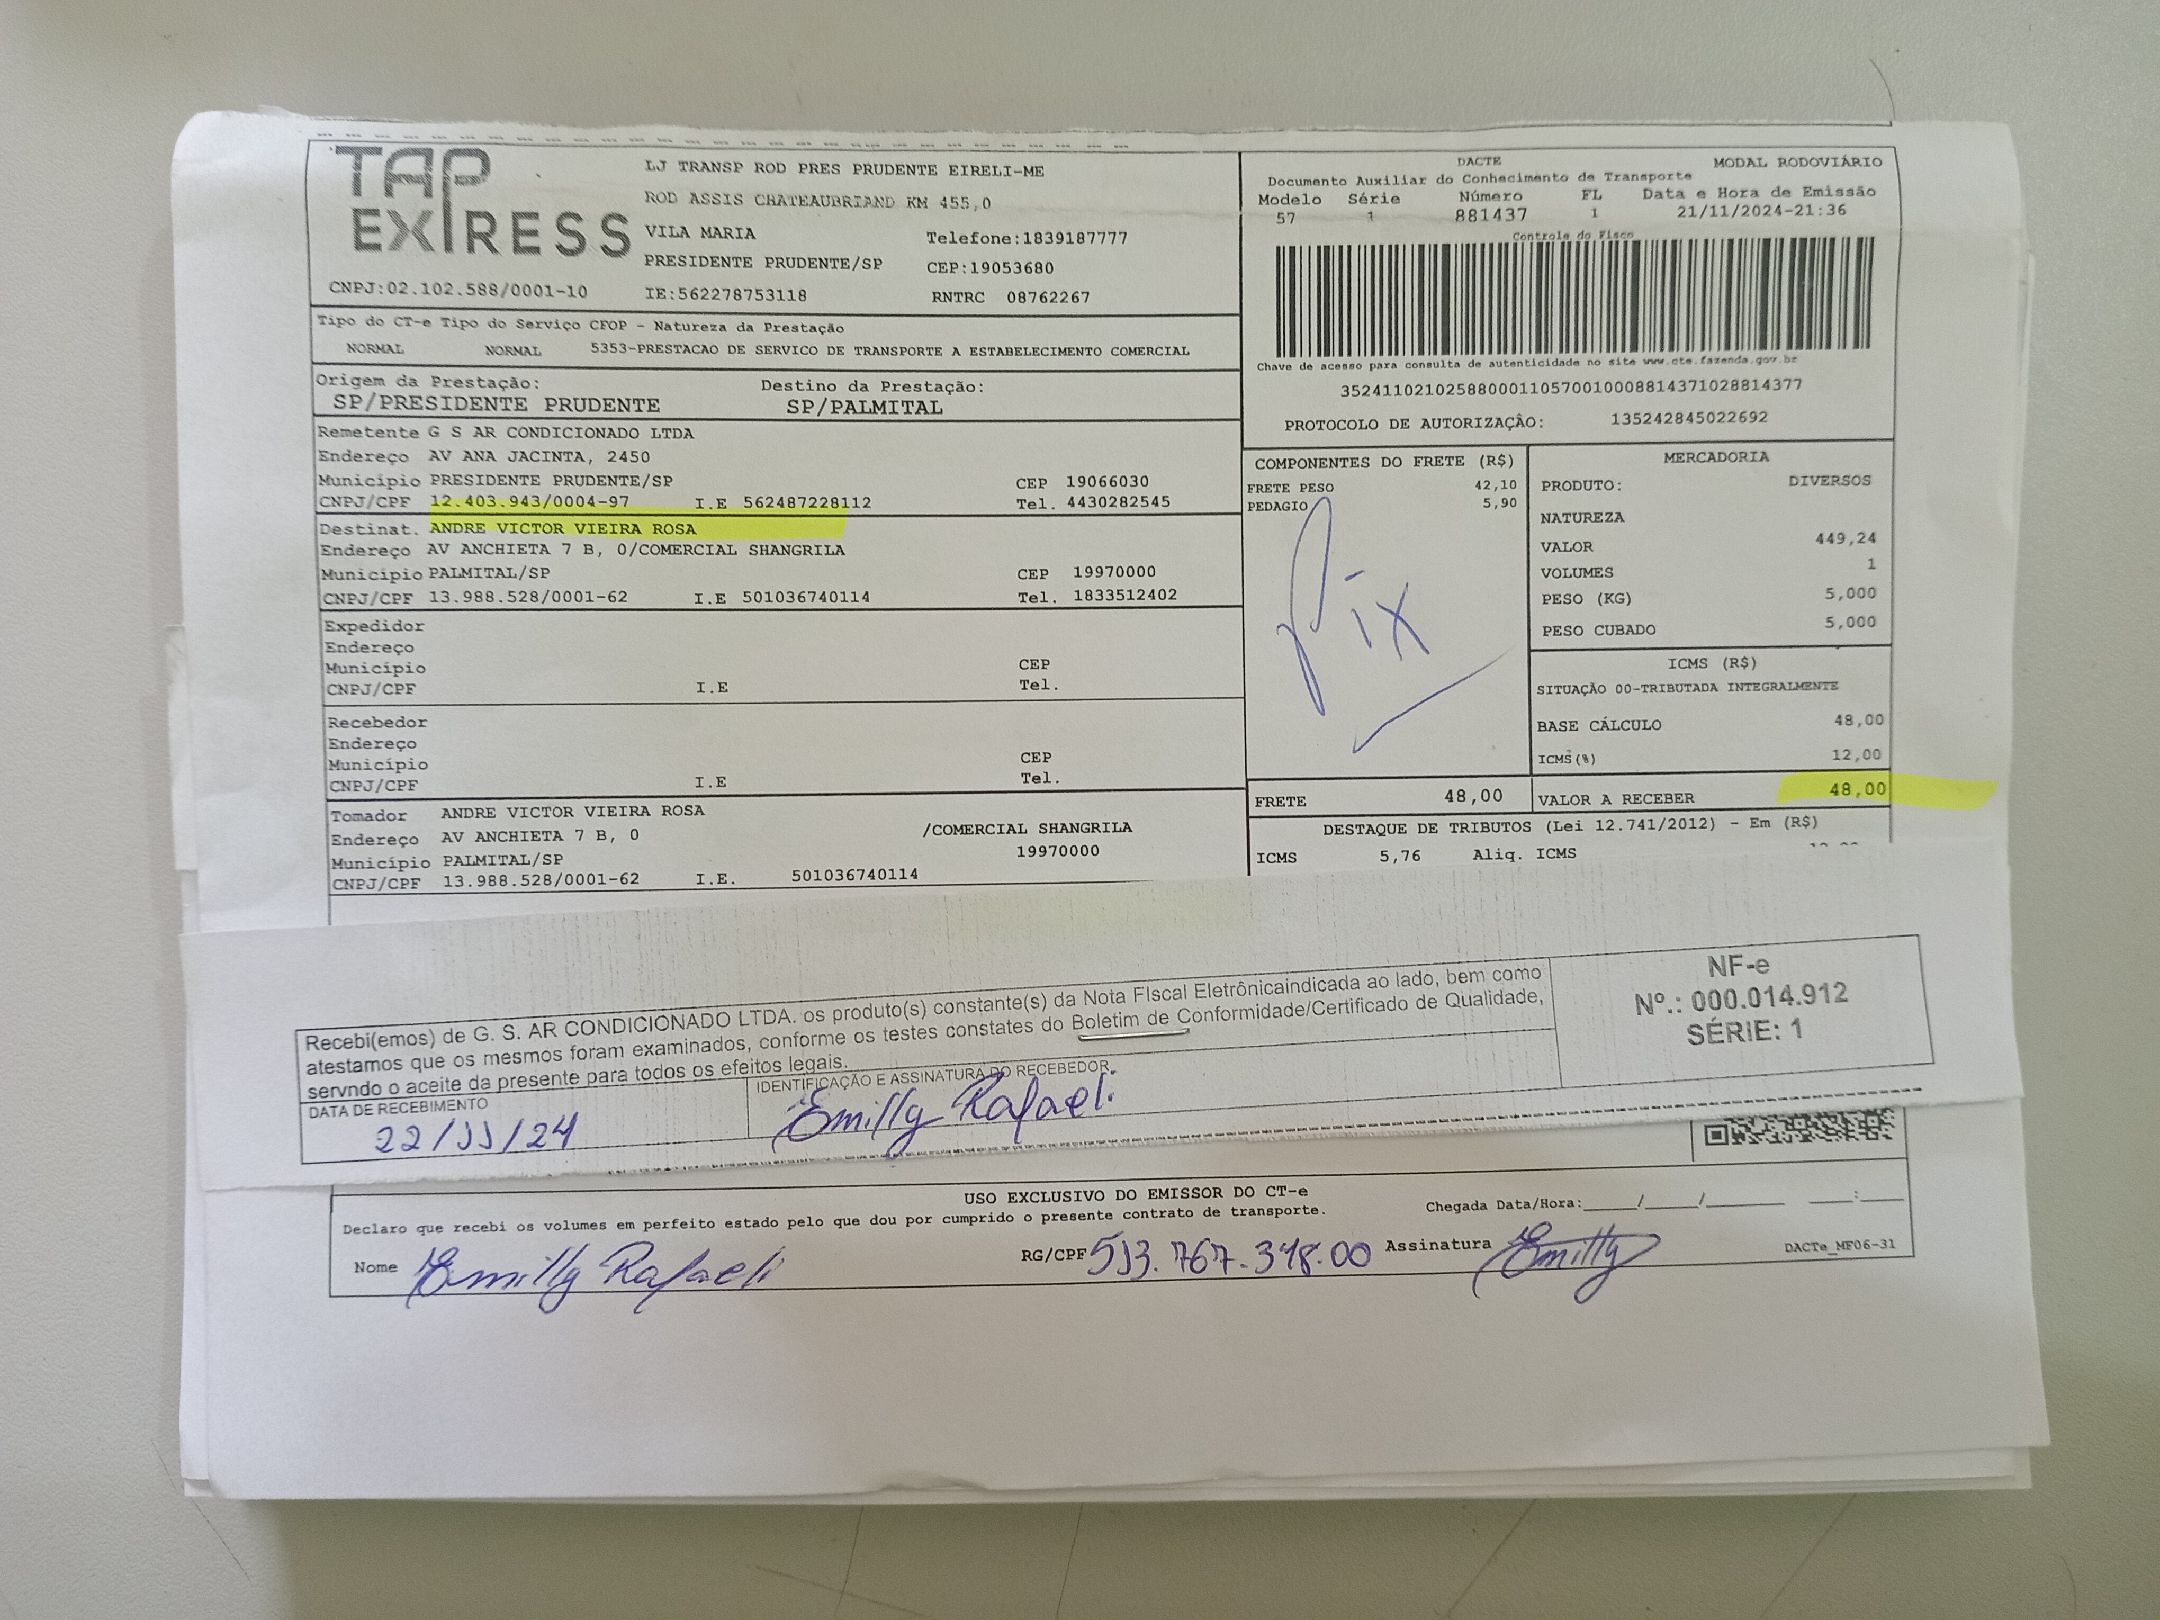 TAP EXPRESS
CNPJ:02.102.588/0001-10
LJ TRANSP ROD PRES PRUDENTE EIRELI-ME
ROD ASSIS CHATEAUBRIAND KM 455,0
VILA MARIA Telefone:1839187777
PRESIDENTE PRUDENTE/SP CEP:19053680
IE:562278753118 RNTRC 08762267
DACTE MODAL RODOVIÁRIO
Documento Auxiliar do Conhecimento de Transporte
Modelo Série Número FL Data e Hora de Emissão
57 1 881437 1 21/11/2024-21:36
Controle do Fisco
Chave de acesso para consulta de autenticidade no site www.cte.fazenda.gov.br
35241102102588000110570010008814371028814377
PROTOCOLO DE AUTORIZAÇÂO: 135242845022692
Tipo do CT-e Tipo do Serviço CFOP - Natureza da Prestação
NORMAL NORMAL 5353-PRESTACAO DE SERVICO DE TRANSPORTE A ESTABELECIMENTO COMERCIAL
Origem da Prestação: Destino da Prestação:
SP/PRESIDENTE PRUDENTE SP/PALMITAL
Remetente G S AR CONDICIONADO LTDA
Endereço AV ANA JACINTA, 2450
Município PRESIDENTE PRUDENTE/SP CEP 19066030
CNPJ/CPF 12.403.943/0004-97 I.E 562487228112 Tel. 4430282545
Destinat. ANDRE VICTOR VIEIRA ROSA
Endereço AV ANCHIETA 7 B, 0/COMERCIAL SHANGRILA
Município PALMITAL/SP CEP 19970000
CNPJ/CPF 13.988.528/0001-62 I.E 501036740114 Tel. 1833512402
Expedidor
Endereço
Município CEP
CNPJ/CPF I.E Tel.
Recebedor
Endereço
Município CEP
CNPJ/CPF I.E Tel.
Tomador ANDRE VICTOR VIEIRA ROSA
Endereço AV ANCHIETA 7 B, 0 /COMERCIAL SHANGRILA
Município PALMITAL/SP 19970000
CNPJ/CPF 13.988.528/0001-62 I.E. 501036740114
COMPONENTES DO FRETE (R$)
FRETE PESO 42,10
PEDAGIO 5,90
Pix
FRETE 48,00
MERCADORIA
PRODUTO: DIVERSOS
NATUREZA
VALOR 449,24
VOLUMES 1
PESO (KG) 5,000
PESO CUBADO 5,000
ICMS (R$)
SITUAÇÃO 00-TRIBUTADA INTEGRALMENTE
BASE CÁLCULO 48,00
ICMS(%) 12,00
VALOR A RECEBER 48,00
DESTAQUE DE TRIBUTOS (Lei 12.741/2012) - Em (R$)
ICMS 5,76 Aliq. ICMS
Recebi(emos) de G. S. AR CONDICIONADO LTDA. os produto(s) constante(s) da Nota FIscal Eletrônicaindicada ao lado, bem como
atestamos que os mesmos foram examinados, conforme os testes constates do Boletim de Conformidade/Certificado de Qualidade,
servndo o aceite da presente para todos os efeitos legais.
DATA DE RECEBIMENTO
22/11/24
IDENTIFICAÇÃO E ASSINATURA DO RECEBEDOR
Emilly Rafaeli
NF-e
Nº.: 000.014.912
SÉRIE: 1
USO EXCLUSIVO DO EMISSOR DO CT-e
Declaro que recebi os volumes em perfeito estado pelo que dou por cumprido o presente contrato de transporte.
Chegada Data/Hora:_____/_____/_______ ____:____
Nome Emilly Rafaeli RG/CPF 513.767.318.00 Assinatura Emilly DACTe_MF06-31